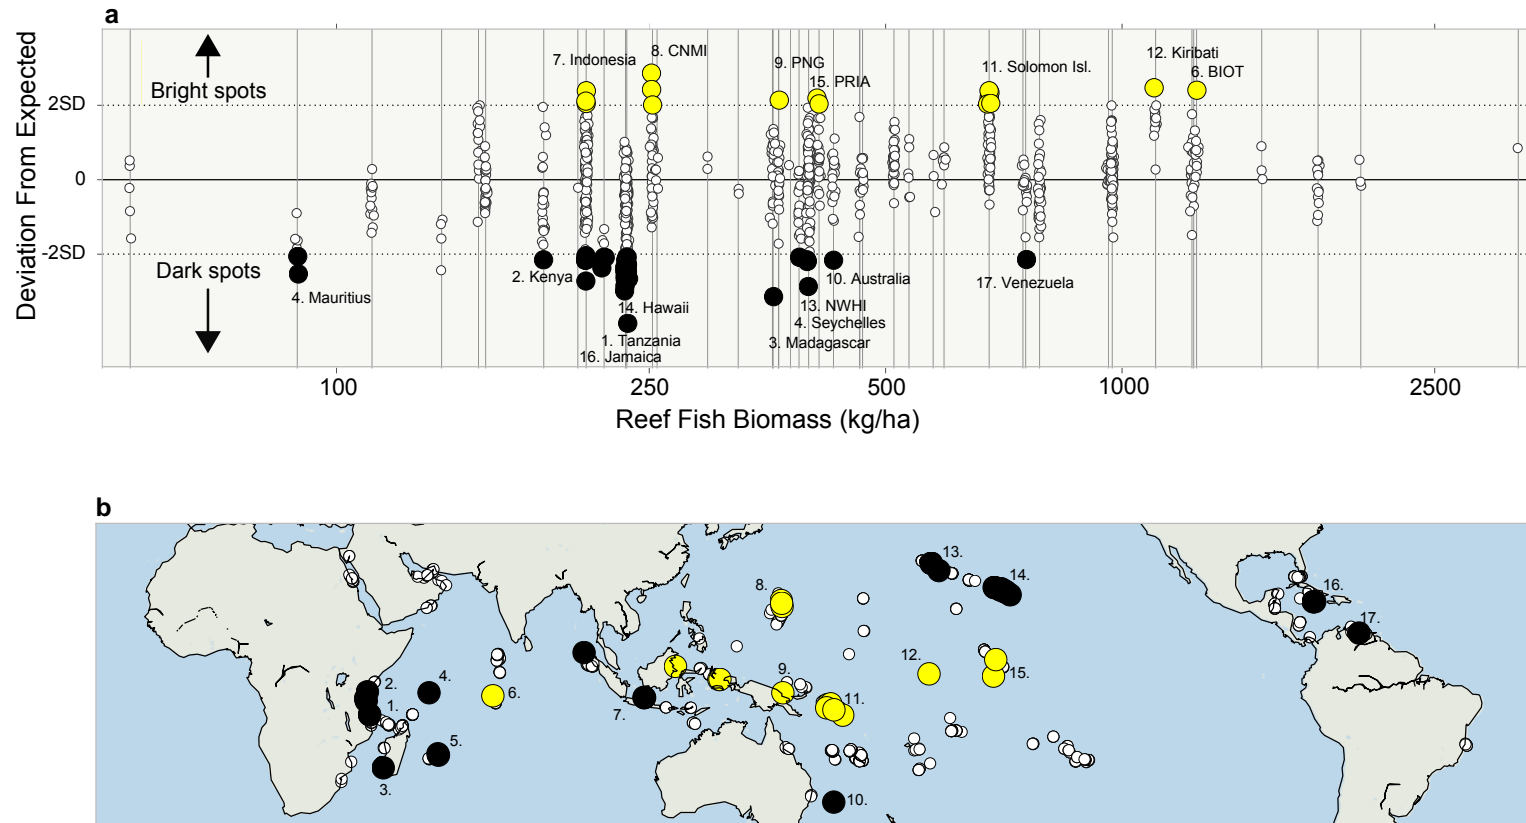 a
Deviation From Expected
2SD
0
-2SD
Bright spots
Dark spots
7. Indonesia
8. CNMI
9. PNG
15. PRIA
11. Solomon Isl.
12. Kiribati
6. BIOT
4. Mauritius
2. Kenya
14. Hawaii
1. Tanzania
16. Jamaica
10. Australia
13. NWHI
4. Seychelles
3. Madagascar
17. Venezuela
100
250
500
1000
2500
Reef Fish Biomass (kg/ha)
b
13.
14.
16.
8.
17.
12.
15.
2.
4.
6.
9.
1.
7.
11.
5.
3.
10.